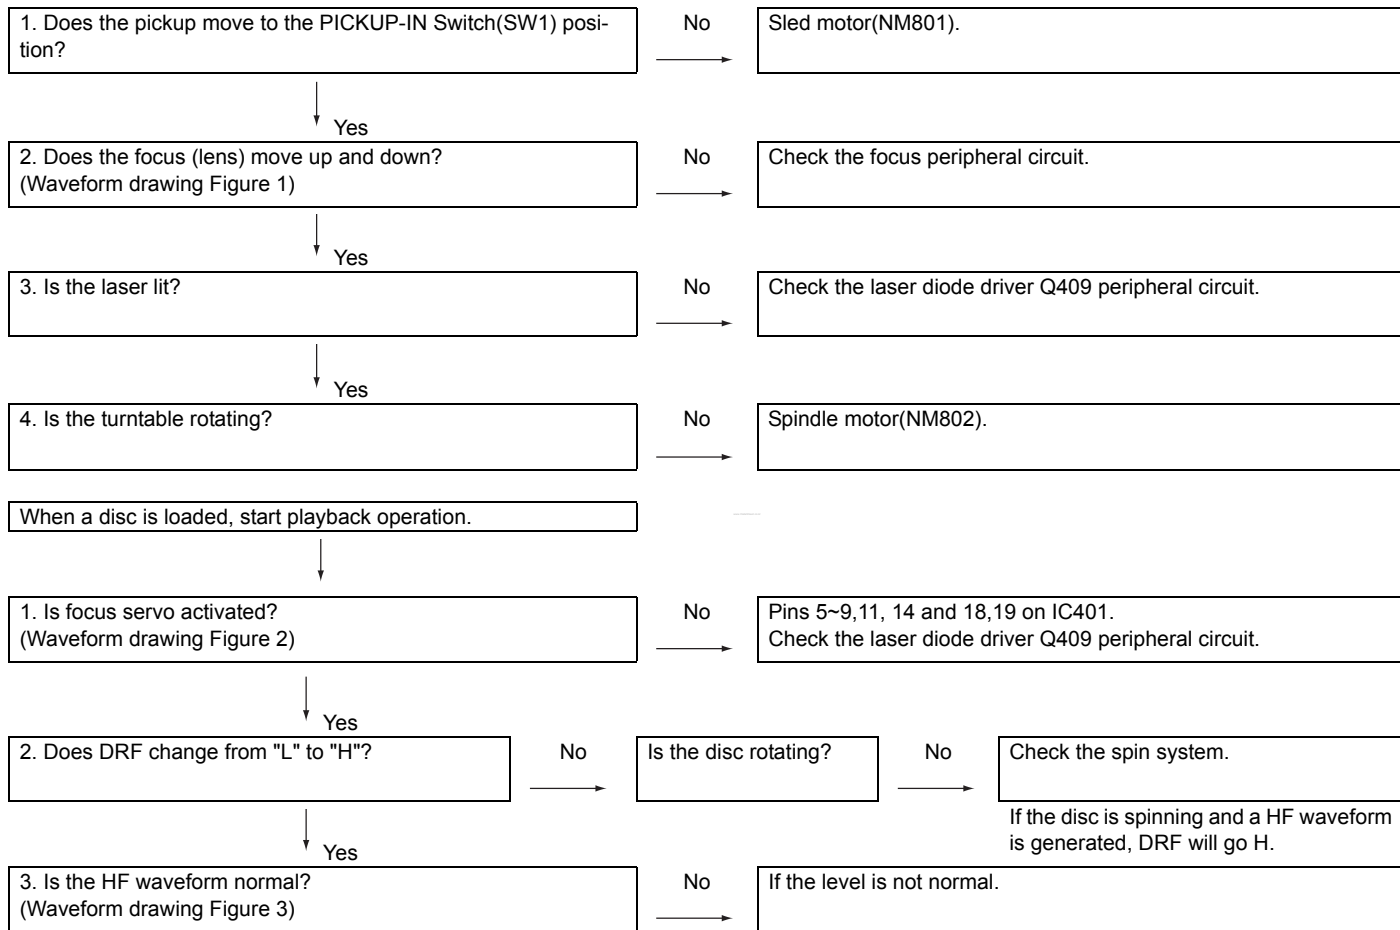 1. Does the pickup move to the PICKUP-IN Switch(SW1) posi-
tion?
No
Sled motor(NM801).
Yes
2. Does the focus (lens) move up and down?
(Waveform drawing Figure 1)
No
Check the focus peripheral circuit.
Yes
3. Is the laser lit?
No
Check the laser diode driver Q409 peripheral circuit.
Yes
4. Is the turntable rotating?
No
Spindle motor(NM802).
When a disc is loaded, start playback operation.
1. Is focus servo activated?
(Waveform drawing Figure 2)
No
Pins 5~9,11, 14 and 18,19 on IC401.
Check the laser diode driver Q409 peripheral circuit.
Yes
2. Does DRF change from "L" to "H"?
No
Is the disc rotating?
No
Check the spin system.
If the disc is spinning and a HF waveform
is generated, DRF will go H.
Yes
3. Is the HF waveform normal?
(Waveform drawing Figure 3)
No
If the level is not normal.